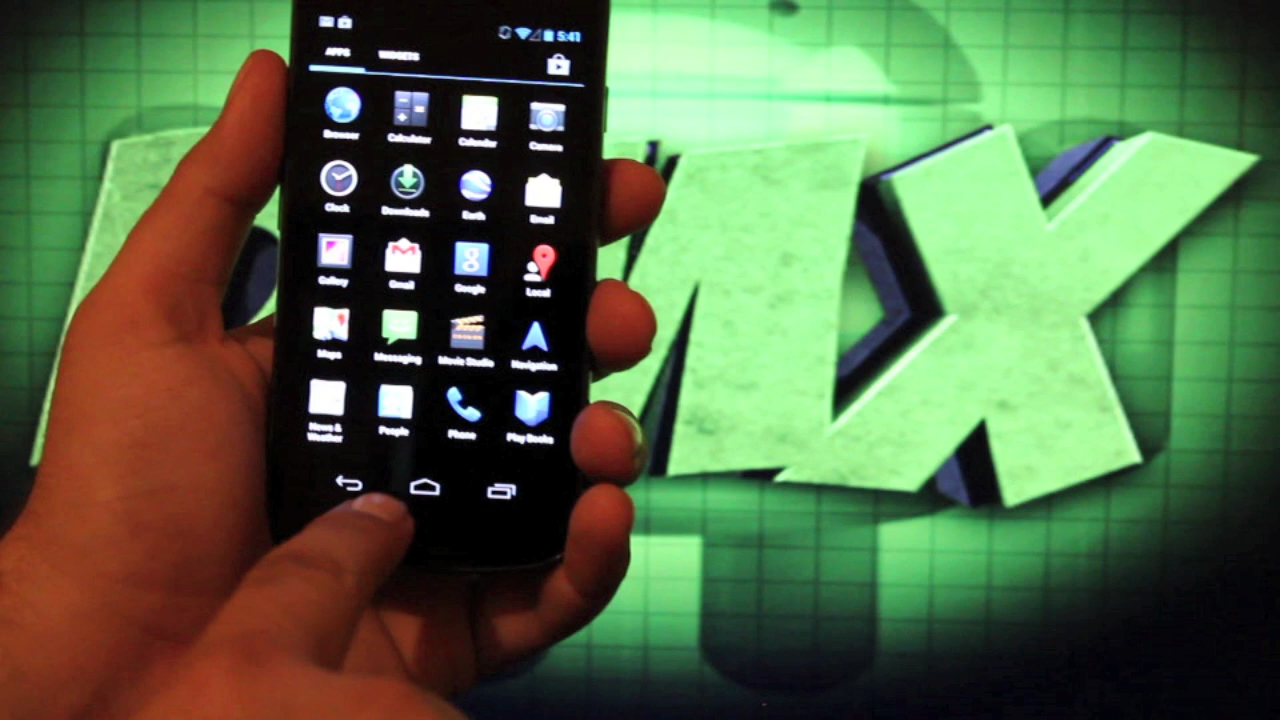 5:41
APPS WIDGETS
Browser Calculator Calendar Camera
Clock Downloads Earth Email
Gallery Gmail Google Local
Maps Messaging Movie Studio Navigation
News & Weather People Phone Play Books
MX